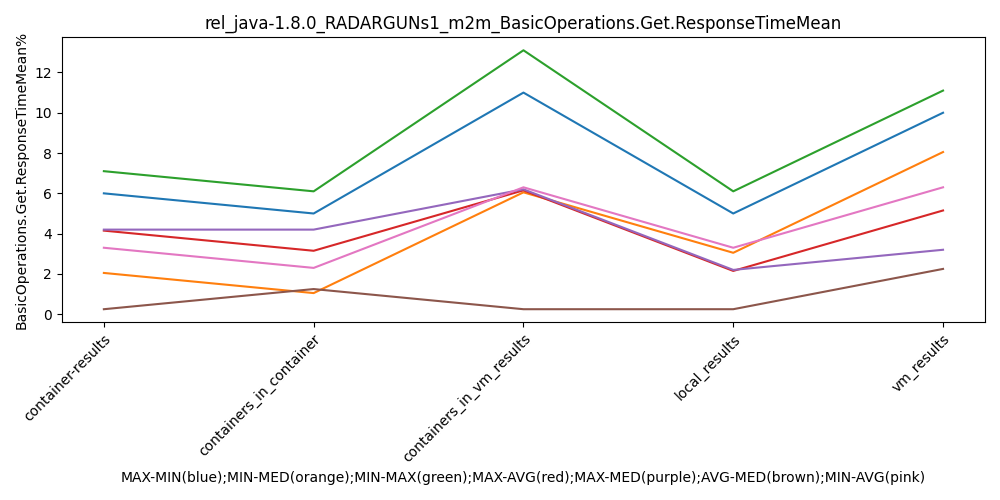 rel_java-1.8.0_RADARGUNs1_m2m_BasicOperations.Get.ResponseTimeMean
BasicOperations.Get.ResponseTimeMean%
12
10
8
6
4
2
0
container-results
containers_in_container
containers_in_vm_results
local_results
vm_results
MAX-MIN(blue);MIN-MED(orange);MIN-MAX(green);MAX-AVG(red);MAX-MED(purple);AVG-MED(brown);MIN-AVG(pink)